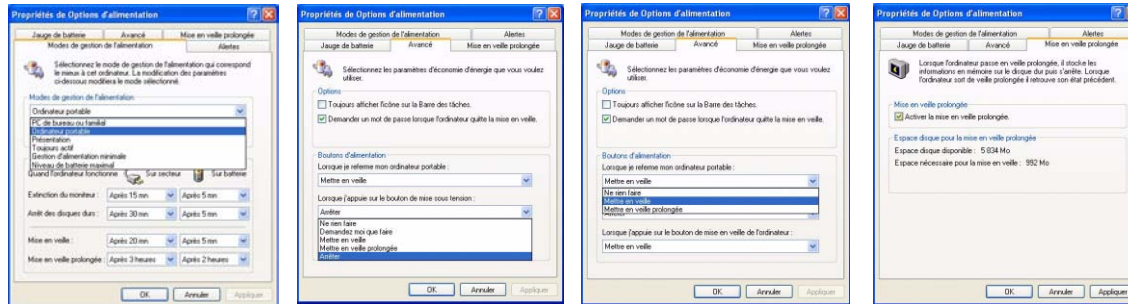 Propriétés de Options d'alimentation
Jauge de batterie Avancé Mise en veille prolongée
Modes de gestion de l'alimentation Alertes
Sélectionnez le mode de gestion de l'alimentation qui correspond
le mieux à cet ordinateur. La modification des paramètres
ci-dessous modifiera le mode sélectionné.
Modes de gestion de l'alimentation
Ordinateur portable
PC de bureau ou familial
Ordinateur portable
Présentation
Toujours actif
Gestion d'alimentation minimale
Niveau de batterie maximal
Quand l'ordinateur fonctionne Sur secteur Sur batterie
Extinction du moniteur : Après 15 mn Après 5 mn
Arrêt des disques durs : Après 30 mn Après 5 mn
Mise en veille : Après 20 mn Après 5 mn
Mise en veille prolongée : Après 3 heures Après 2 heures
OK Annuler Appliquer
Propriétés de Options d'alimentation
Modes de gestion de l'alimentation Alertes
Jauge de batterie Avancé Mise en veille prolongée
Sélectionnez les paramètres d'économie d'énergie que vous voulez
utiliser.
Options
Toujours afficher l'icône sur la Barre des tâches.
Demander un mot de passe lorsque l'ordinateur quitte la mise en veille.
Boutons d'alimentation
Lorsque je referme mon ordinateur portable :
Mettre en veille
Lorsque j'appuie sur le bouton de mise sous tension :
Arrêter
Ne rien faire
Demandez moi que faire
Mettre en veille
Mettre en veille prolongée
Arrêter
OK Annuler Appliquer
Propriétés de Options d'alimentation
Modes de gestion de l'alimentation Alertes
Jauge de batterie Avancé Mise en veille prolongée
Sélectionnez les paramètres d'économie d'énergie que vous voulez
utiliser.
Options
Toujours afficher l'icône sur la Barre des tâches.
Demander un mot de passe lorsque l'ordinateur quitte la mise en veille.
Boutons d'alimentation
Lorsque je referme mon ordinateur portable :
Mettre en veille
Ne rien faire
Mettre en veille
Mettre en veille prolongée
Arrêter
Lorsque j'appuie sur le bouton de mise en veille de l'ordinateur :
Mettre en veille
OK Annuler Appliquer
Propriétés de Options d'alimentation
Modes de gestion de l'alimentation Alertes
Jauge de batterie Avancé Mise en veille prolongée
Lorsque l'ordinateur passe en veille prolongée, il stocke les
informations en mémoire sur le disque dur puis s'arrête. Lorsque
l'ordinateur sort de veille prolongée il retrouve son état précédent.
Mise en veille prolongée
Activer la mise en veille prolongée.
Espace disque pour la mise en veille prolongée
Espace disque disponible : 5 834 Mo
Espace nécessaire pour la mise en veille : 992 Mo
OK Annuler Appliquer